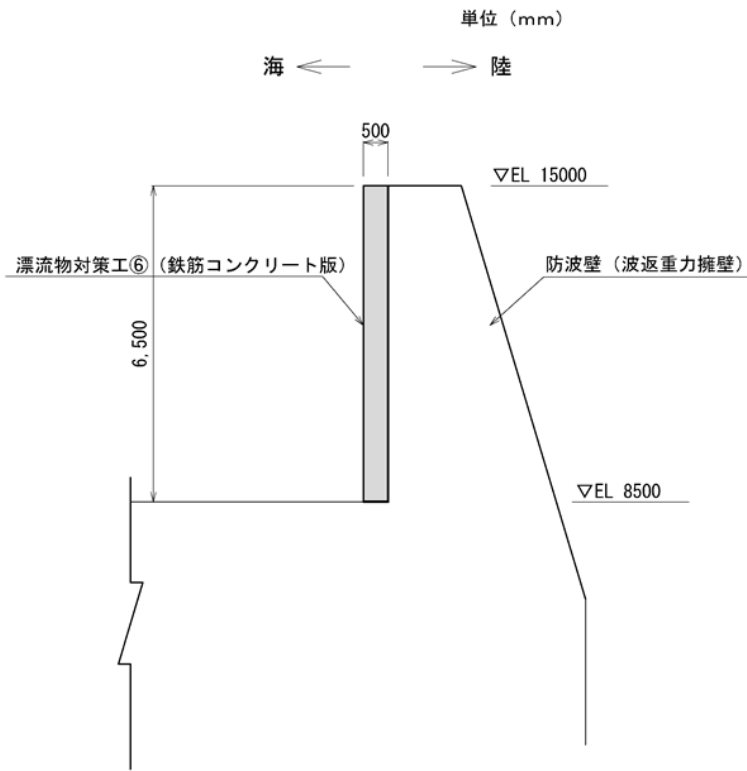 単位（mm）
海
陸
500
▽EL 15000
漂流物対策工⑥（鉄筋コンクリート版）
防波壁（波返重力擁壁）
6,500
▽EL 8500